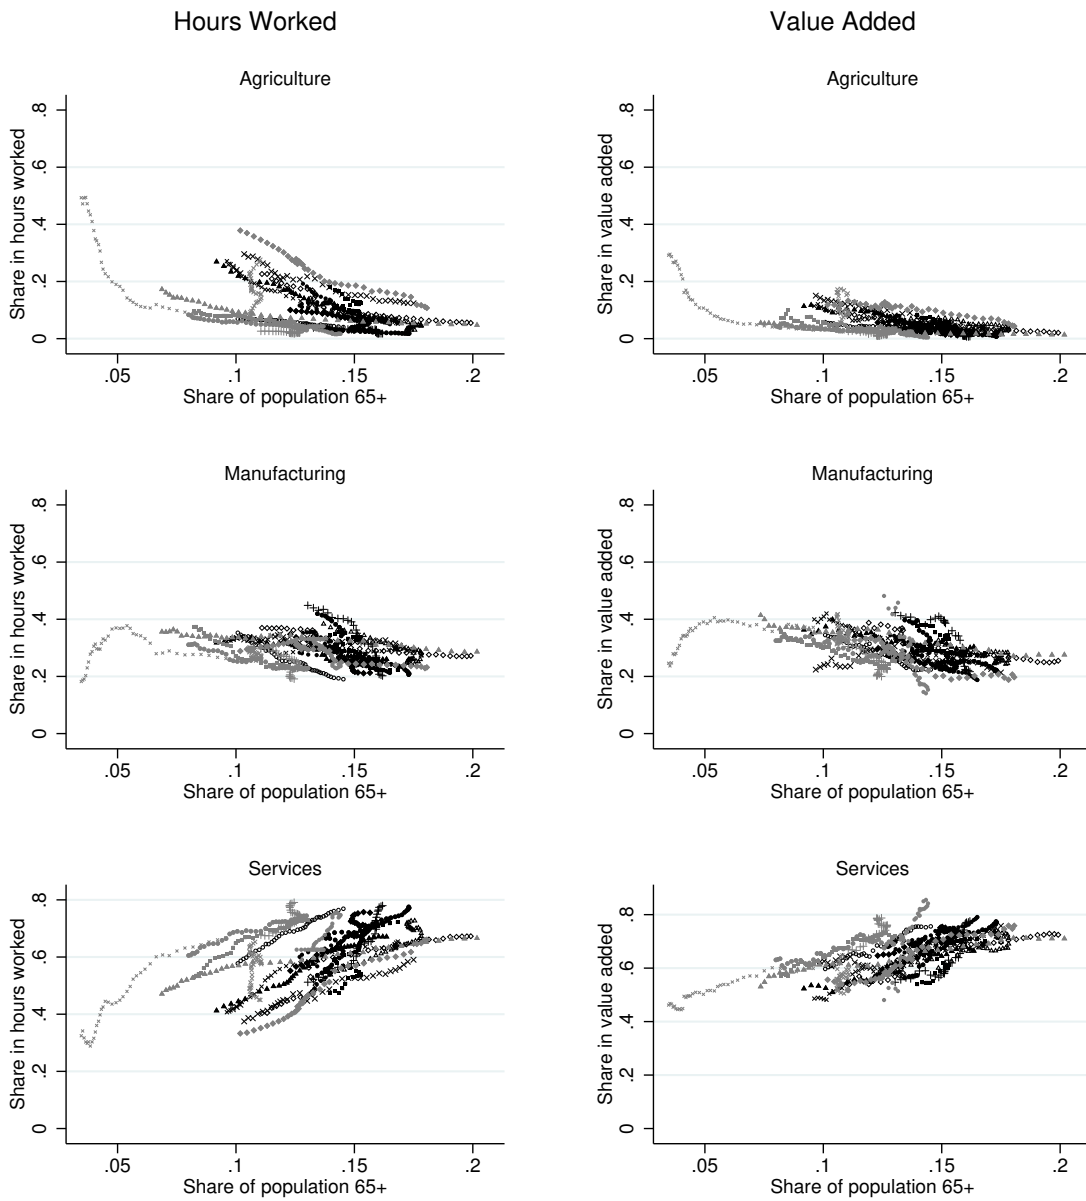 Hours Worked
Value Added
Agriculture
Share in hours worked
0 .2 .4 .6 .8
.05 .1 .15 .2
Share of population 65+
Agriculture
Share in value added
0 .2 .4 .6 .8
.05 .1 .15 .2
Share of population 65+
Manufacturing
Share in hours worked
0 .2 .4 .6 .8
.05 .1 .15 .2
Share of population 65+
Manufacturing
Share in value added
0 .2 .4 .6 .8
.05 .1 .15 .2
Share of population 65+
Services
Share in hours worked
0 .2 .4 .6 .8
.05 .1 .15 .2
Share of population 65+
Services
Share in value added
0 .2 .4 .6 .8
.05 .1 .15 .2
Share of population 65+